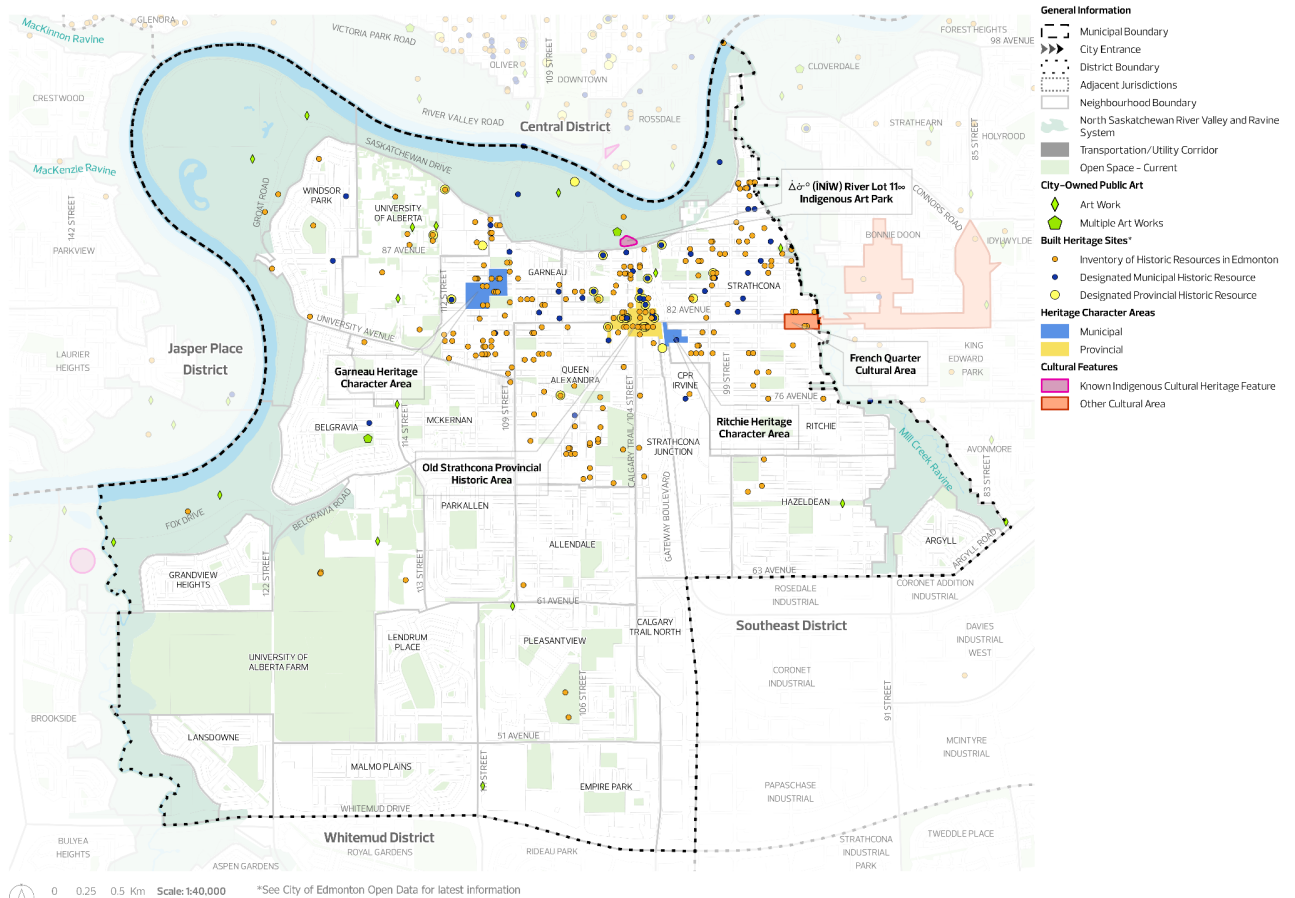 GLENORA
MacKinnon Ravine
VICTORIA PARK ROAD
109 STREET
OLIVER
DOWNTOWN
FOREST HEIGHTS
98 AVENUE
CLOVERDALE
CRESTWOOD
RIVER VALLEY ROAD
Central District
ROSSDALE
STRATHEARN
85 STREET
HOLYROOD
SASKATCHEWAN DRIVE
MacKenzie Ravine
142 STREET
GROAT ROAD
WINDSOR
PARK
UNIVERSITY
OF ALBERTA
(ÎNÎW) River Lot 11∞
Indigenous Art Park
CONNORS ROAD
PARKVIEW
87 AVENUE
BONNIE DOON
IDYLWYLDE
112 STREET
GARNEAU
STRATHCONA
82 AVENUE
UNIVERSITY AVENUE
LAURIER
HEIGHTS
Jasper Place
District
Garneau Heritage
Character Area
QUEEN
ALEXANDRA
CPR
IRVINE
99 STREET
French Quarter
Cultural Area
KING
EDWARD
PARK
76 AVENUE
BELGRAVIA
114 STREET
MCKERNAN
109 STREET
CALGARY TRAIL/104 STREET
STRATHCONA
JUNCTION
Ritchie Heritage
Character Area
RITCHIE
Mill Creek Ravine
AVONMORE
83 STREET
Old Strathcona Provincial
Historic Area
GATEWAY BOULEVARD
FOX DRIVE
BELGRAVIA ROAD
PARKALLEN
HAZELDEAN
ALLENDALE
ARGYLL
ARGYLL ROAD
GRANDVIEW
HEIGHTS
122 STREET
113 STREET
63 AVENUE
CORONET ADDITION
INDUSTRIAL
ROSEDALE
INDUSTRIAL
61 AVENUE
CALGARY
TRAIL NORTH
Southeast District
DAVIES
INDUSTRIAL
WEST
LENDRUM
PLACE
PLEASANTVIEW
UNIVERSITY OF
ALBERTA FARM
CORONET
INDUSTRIAL
106 STREET
91 STREET
BROOKSIDE
LANSDOWNE
51 AVENUE
MCINTYRE
INDUSTRIAL
MALMO PLAINS
STREET
EMPIRE PARK
PAPASCHASE
INDUSTRIAL
WHITEMUD DRIVE
Whitemud District
BULYEA
HEIGHTS
ROYAL GARDENS
RIDEAU PARK
ASPEN GARDENS
STRATHCONA
INDUSTRIAL
PARK
TWEDDLE PLACE
0 0.25 0.5 Km Scale: 1:40,000 *See City of Edmonton Open Data for latest information
General Information
Municipal Boundary
City Entrance
District Boundary
Adjacent Jurisdictions
Neighbourhood Boundary
North Saskatchewan River Valley and Ravine
System
Transportation/Utility Corridor
Open Space - Current
City-Owned Public Art
Art Work
Multiple Art Works
Built Heritage Sites*
Inventory of Historic Resources in Edmonton
Designated Municipal Historic Resource
Designated Provincial Historic Resource
Heritage Character Areas
Municipal
Provincial
Cultural Features
Known Indigenous Cultural Heritage Feature
Other Cultural Area